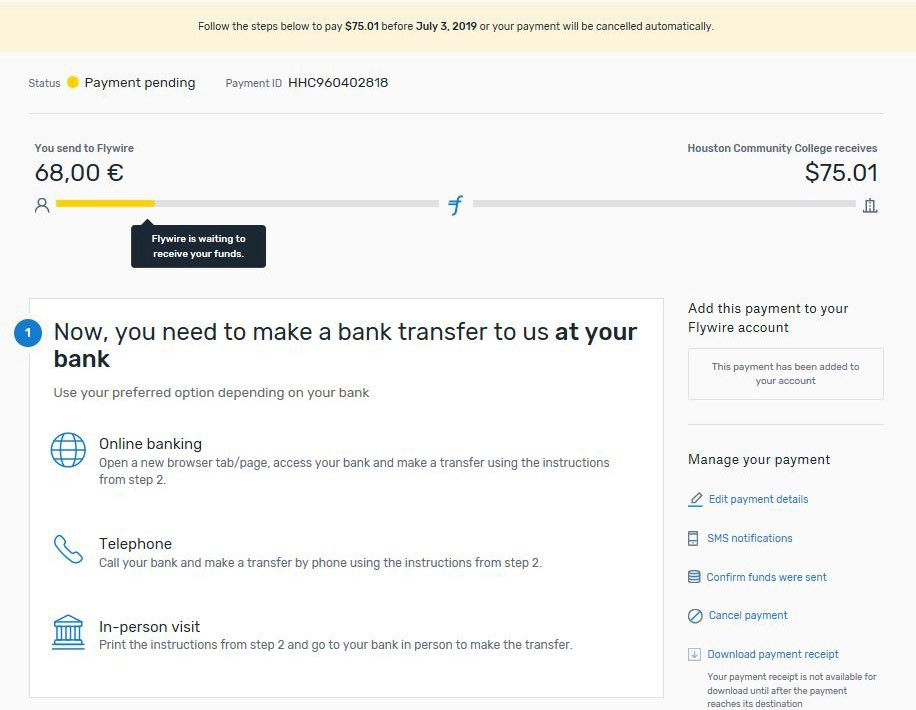 Follow the steps below to pay $75.01 before July 3, 2019 or your payment will be cancelled automatically.
Status Payment pending Payment ID HHC960402818
You send to Flywire
68,00 €
Houston Community College receives
$75.01
Flywire is waiting to
receive your funds.
1
Now, you need to make a bank transfer to us at your
bank
Use your preferred option depending on your bank
Online banking
Open a new browser tab/page, access your bank and make a transfer using the instructions
from step 2.
Telephone
Call your bank and make a transfer by phone using the instructions from step 2.
In-person visit
Print the instructions from step 2 and go to your bank in person to make the transfer.
Add this payment to your
Flywire account
This payment has been added to
your account
Manage your payment
Edit payment details
SMS notifications
Confirm funds were sent
Cancel payment
Download payment receipt
Your payment receipt is not available for
download until after the payment
reaches its destination